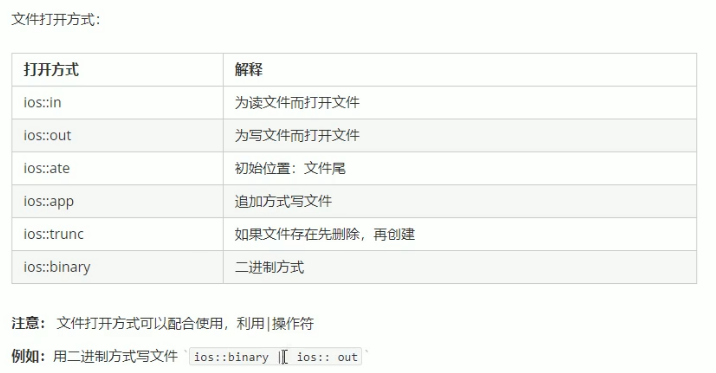 文件打开方式：
打开方式 解释
ios::in 为读文件而打开文件
ios::out 为写文件而打开文件
ios::ate 初始位置：文件尾
ios::app 追加方式写文件
ios::trunc 如果文件存在先删除，再创建
ios::binary 二进制方式
注意： 文件打开方式可以配合使用，利用|操作符
例如：用二进制方式写文件 `ios::binary | ios:: out`